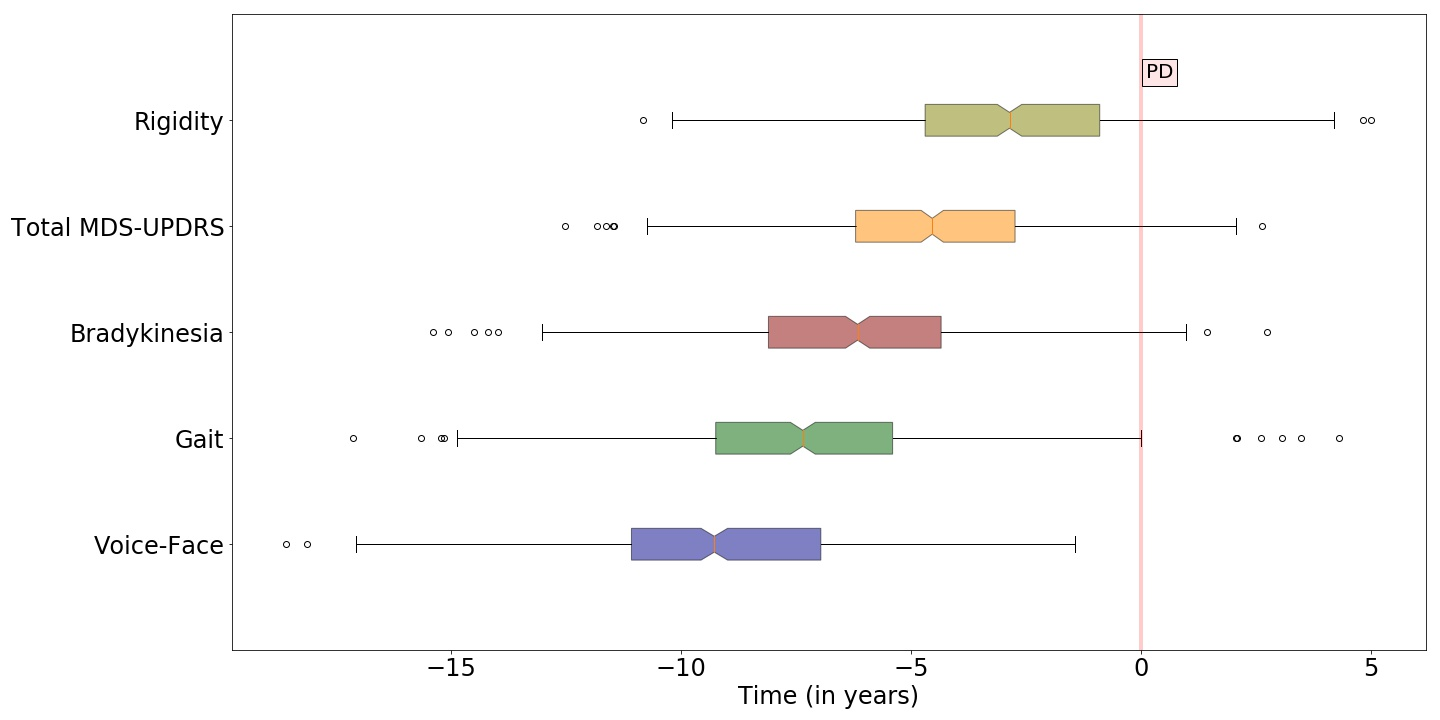 PD
Rigidity
Total MDS-UPDRS
Bradykinesia
Gait
Voice-Face
−15 −10 −5 0 5
Time (in years)